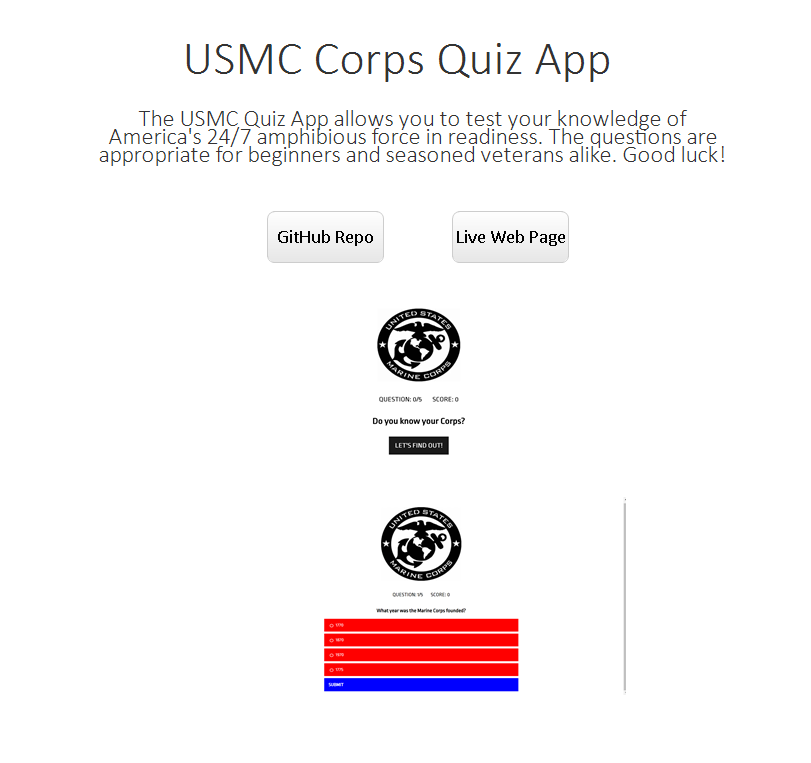 USMC Corps Quiz App
The USMC Quiz App allows you to test your knowledge of
America's 24/7 amphibious force in readiness. The questions are
appropriate for beginners and seasoned veterans alike. Good luck!
GitHub Repo
Live Web Page
UNITED STATES
MARINE CORPS
QUESTION: 0/5 SCORE: 0
Do you know your Corps?
LET'S FIND OUT!
UNITED STATES
MARINE CORPS
QUESTION: 1/5 SCORE: 0
What year was the Marine Corps founded?
1775
SUBMIT